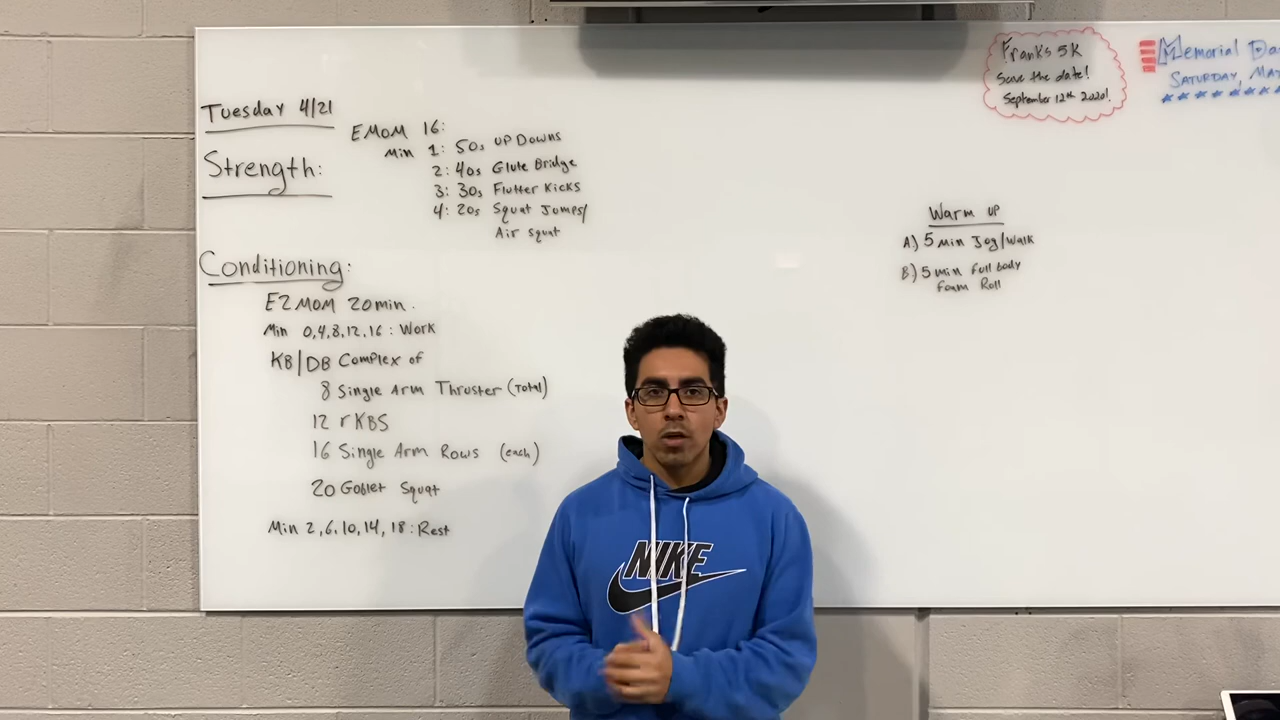 Tuesday 4/21
Strength:
EMOM 16:
Min 1: 50s UP Downs
2: 40s Glute Bridge
3: 30s Flutter Kicks
4: 20s Squat Jumps/
Air squat
Conditioning:
E2MOM 20min.
Min 0,4,8,12,16: Work
KB/DB Complex of
8 Single Arm Thruster (Total)
12 rKBS
16 Single Arm Rows (each)
20 Goblet Squat
Min 2,6,10,14,18: Rest
Warm UP
A) 5 Min Jog/Walk
B) 5 min Full body
Foam Roll
Frank's 5K
Save the date!
September 12th 2020!
Memorial Da
SATURDAY, MA
NIKE